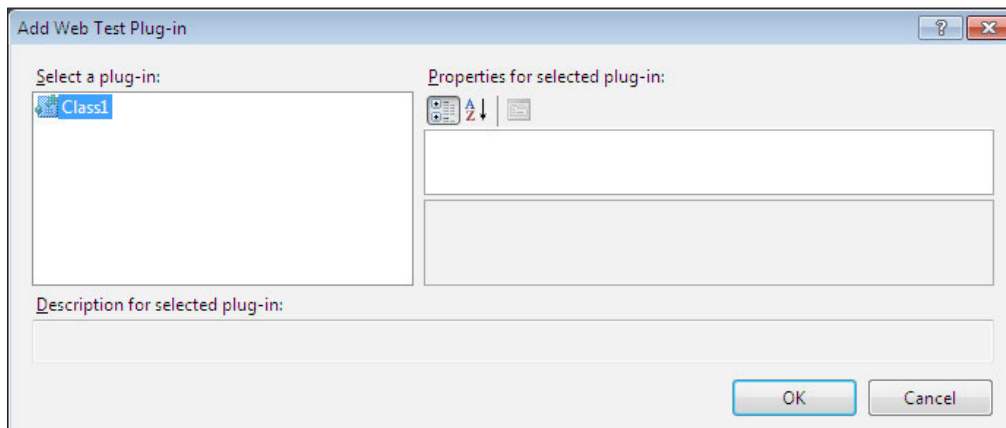 Add Web Test Plug-in
Select a plug-in:
Properties for selected plug-in:
Class1
A
Z
Description for selected plug-in:
OK
Cancel